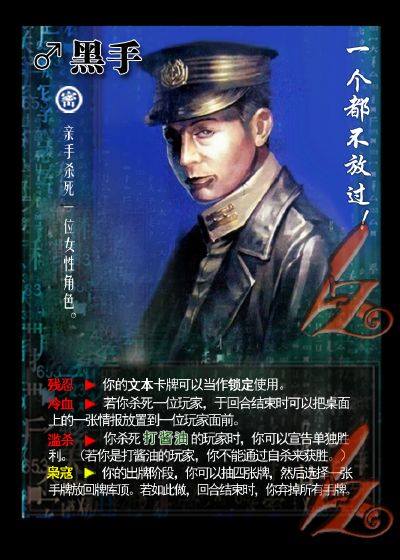 ♂黑手
密
亲手杀死一位女性角色。
一个都不放过！
残忍 ▶ 你的文本卡牌可以当作锁定使用。
冷血 ▶ 若你杀死一位玩家，于回合结束时可以把桌面
上的一张情报放置到一位玩家面前。
滥杀 ▶ 你杀死 打酱油 的玩家时，你可以宣告单独胜
利。（若你是打酱油的玩家，你不能通过自杀来获胜。）
枭寇 ▶ 你的出牌阶段，你可以抽四张牌，然后选择一张
手牌放回牌库顶。若如此做，回合结束时，你弃掉所有手牌。